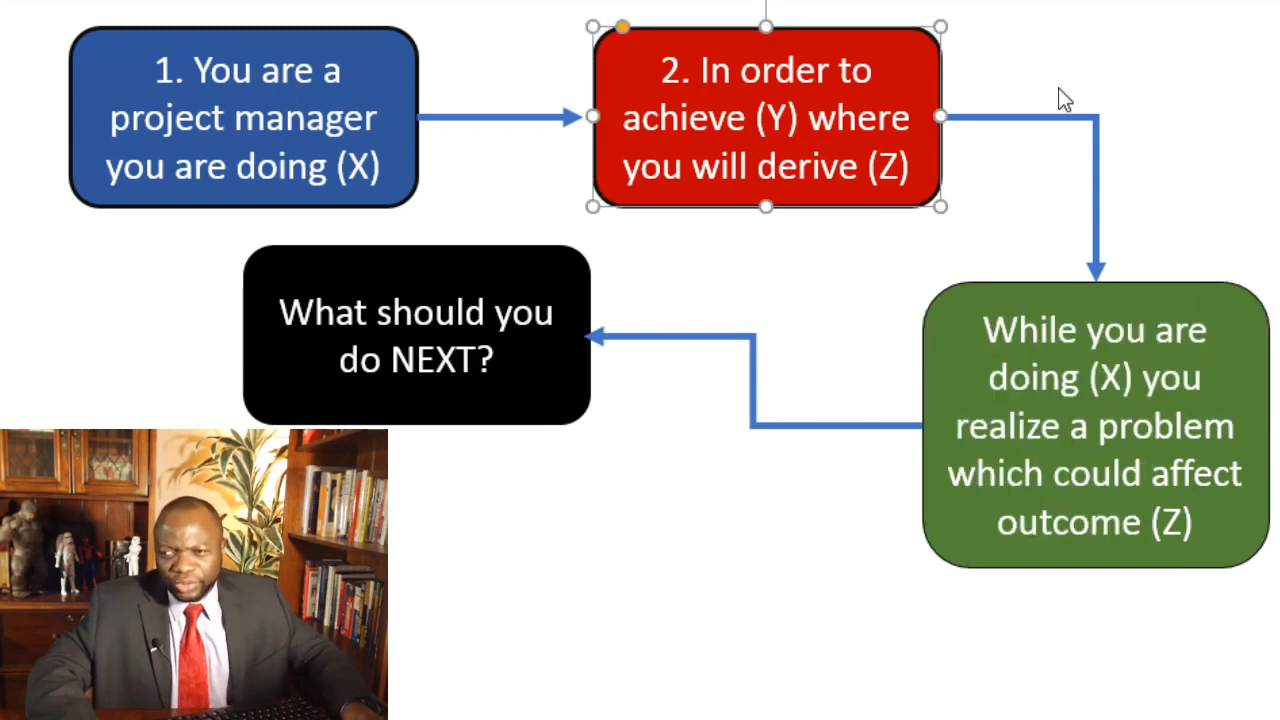 1. You are a
project manager
you are doing (X)
2. In order to
achieve (Y) where
you will derive (Z)
While you are
doing (X) you
realize a problem
which could affect
outcome (Z)
What should you
do NEXT?